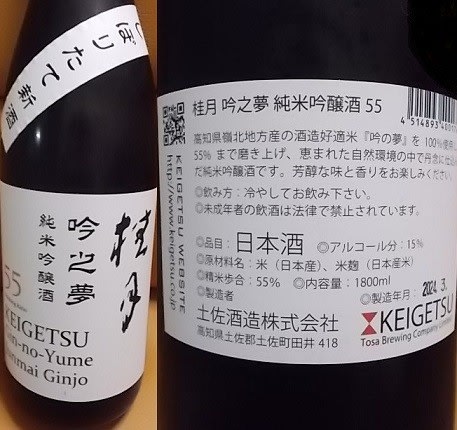 しぼりたて新酒
桂月
吟之夢
純米吟醸酒
55
KEIGETSU
Gin-no-Yume
Junmai Ginjo
桂月 吟之夢 純米吟醸酒 55
高知県嶺北地方産の酒造好適米『吟の夢』を 100%使用し
55% まで磨き上げ、恵まれた自然環境の中で丹念に仕込ん
だ純米吟醸酒です。芳醇な味と香りをお楽しみください。
◎飲み方：冷やしてお飲み下さい。
◎未成年者の飲酒は法律で禁止されています。
◎品目：日本酒 ◎アルコール分：15%
◎原材料名：米（日本産）、米麹（日本産米）
◎精米歩合：55% ◎内容量：1800ml
◎製造年月 2024.3.
土佐酒造株式会社
高知県土佐郡土佐町田井 418
KEIGETSU
Tosa Brewing Company Limited
KEIGETSU WEBSITE
http://www.keigetsu.co.jp